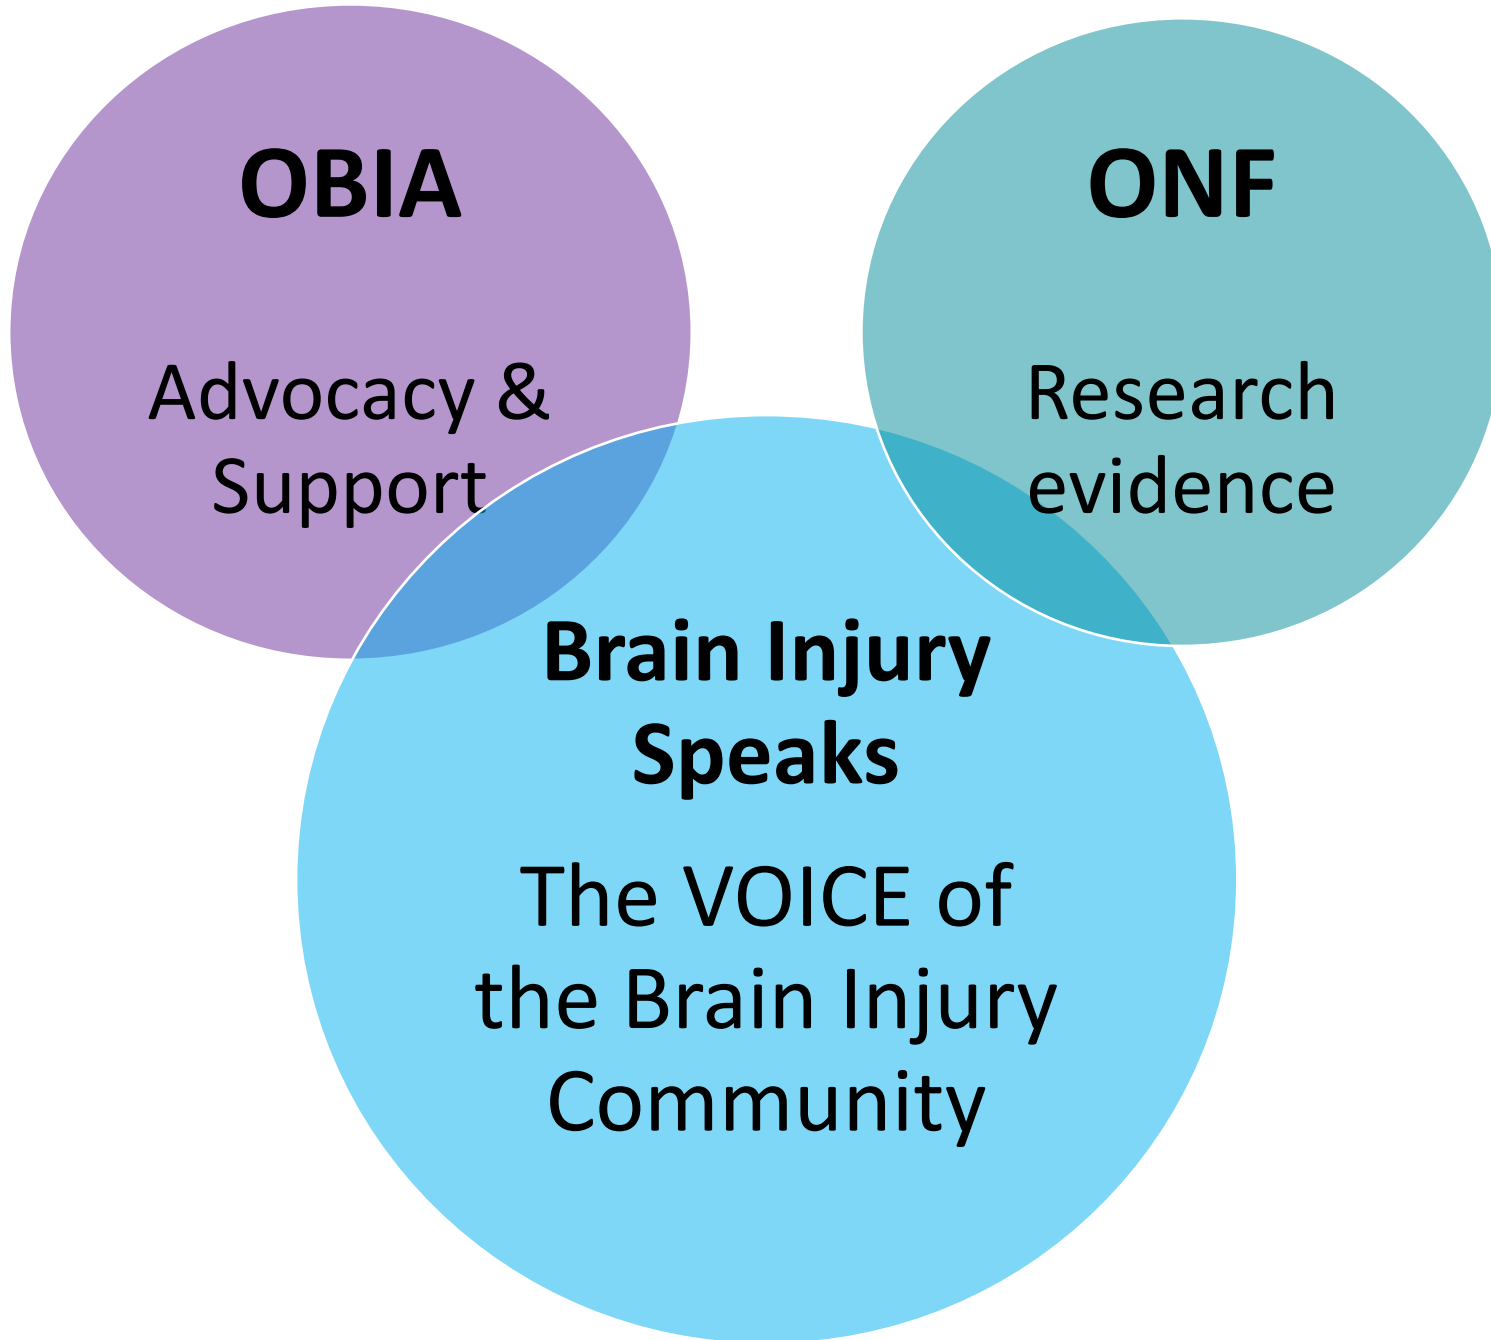 OBIA
Advocacy &
Support
ONF
Research
evidence
Brain Injury
Speaks
The VOICE of
the Brain Injury
Community